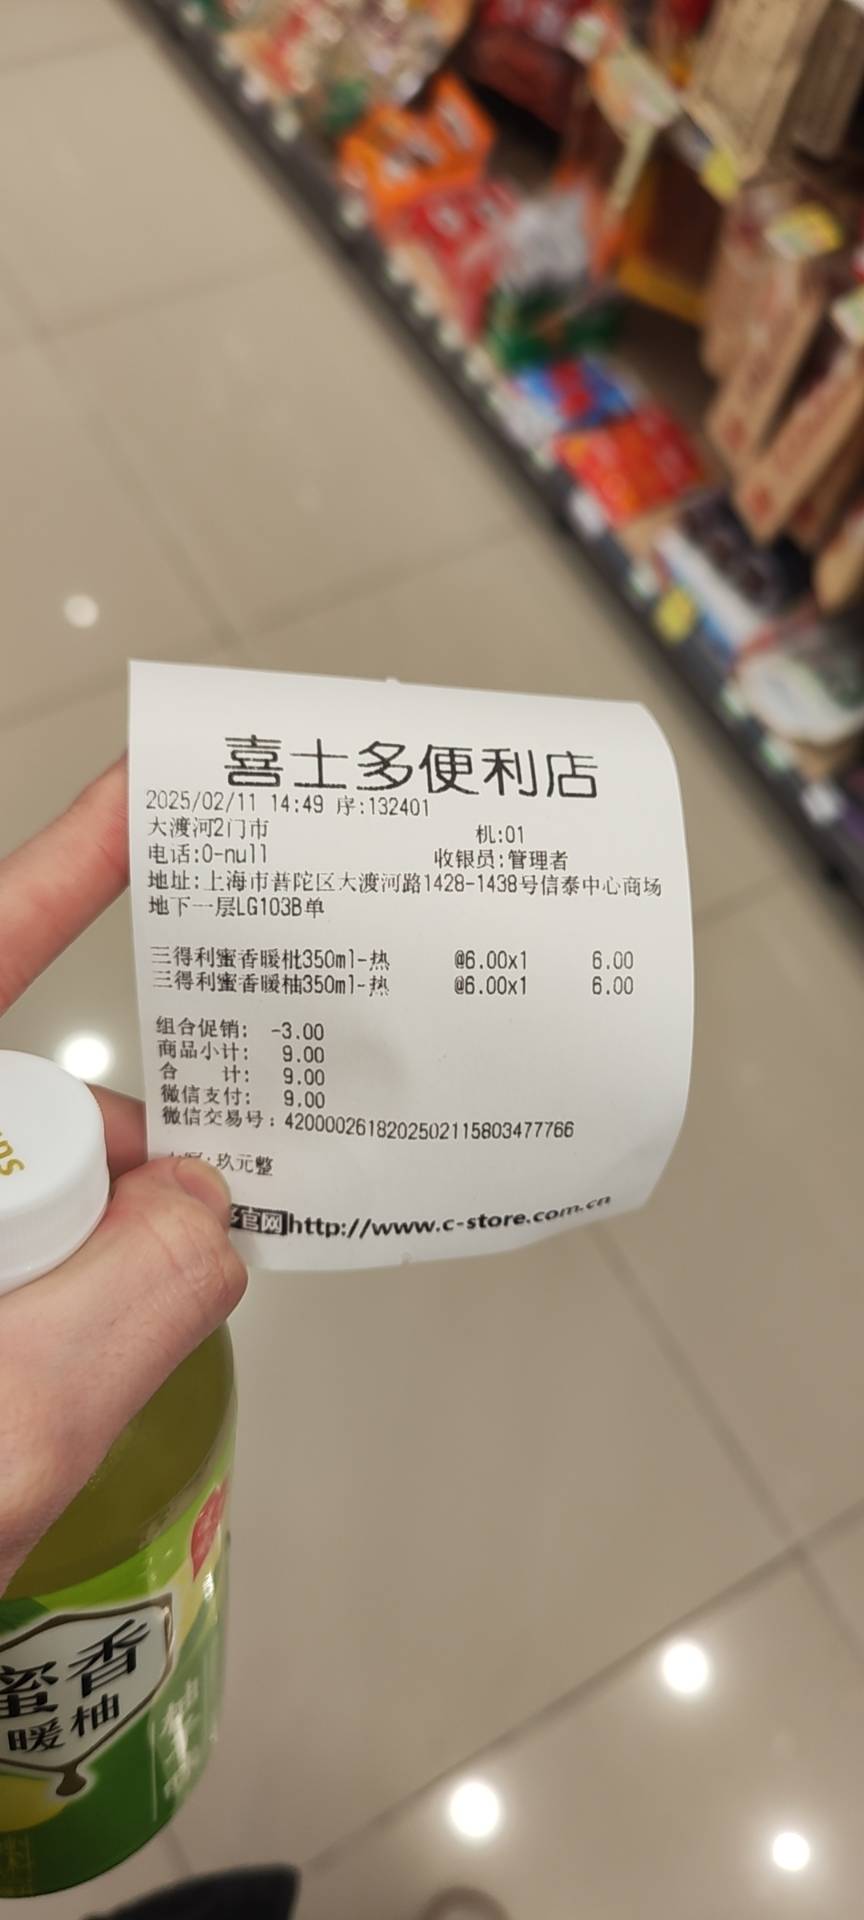 喜士多便利店
2025/02/11 14:49 序:132401
大渡河2门市 机:01
电话:0-null 收银员:管理者
地址:上海市普陀区大渡河路1428-1438号信泰中心商场
地下一层LG103B单
三得利蜜香暖枇350ml-热 @6.00x1 6.00
三得利蜜香暖柚350ml-热 @6.00x1 6.00
组合促销: -3.00
商品小计: 9.00
合 计: 9.00
微信支付: 9.00
微信交易号:4200002618202502115803477766
玖元整
官网http://www.c-store.com.cn
蜜香
暖柚